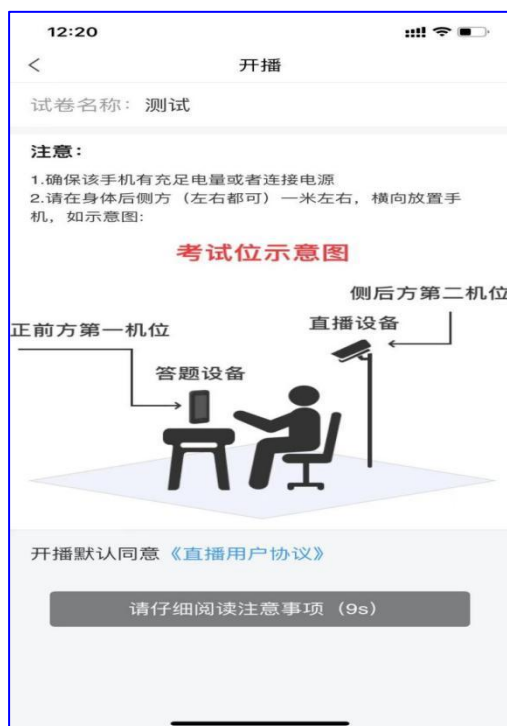 12:20
开播
试卷名称：测试
注意：
1.确保该手机有充足电量或者连接电源
2.请在身体后侧方（左右都可）一米左右，横向放置手
机，如示意图:
考试位示意图
侧后方第二机位
正前方第一机位
直播设备
答题设备
开播默认同意《直播用户协议》
请仔细阅读注意事项（9s）